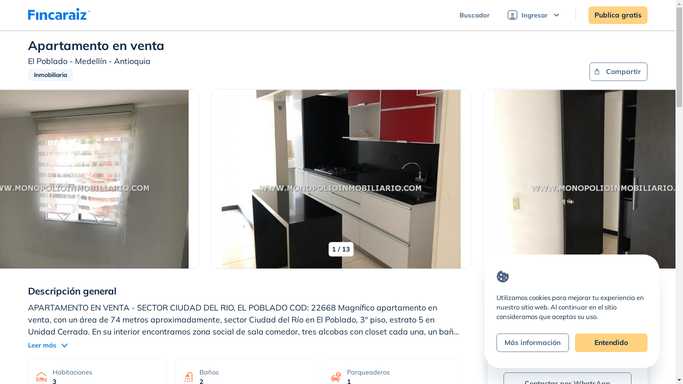 Fincaraiz
Buscador
Ingresar
Publica gratis
Apartamento en venta
El Poblado - Medellín - Antioquia
Inmobiliaria
Compartir
WWW.MONOPOLIOINMOBILIARIO.COM
WWW.MONOPOLIOINMOBILIARIO.COM
WWW.MONOPOLIOINMOBILIARIO.
1 / 13
Descripción general
APARTAMENTO EN VENTA - SECTOR CIUDAD DEL RIO, EL POBLADO COD: 22668 Magnífico apartamento en
venta, con un área de 74 metros aproximadamente, sector Ciudad del Río en El Poblado, 3° piso, estrato 5 en
Unidad Cerrada. En su interior encontramos zona social de sala comedor, tres alcobas con closet cada una, un bañ...
Leer más
Habitaciones
3
Baños
2
Parqueaderos
1
Utilizamos cookies para mejorar tu experiencia en
nuestro sitio web. Al continuar en el sitio
consideramos que aceptas su uso.
Más información
Entendido
Contactar por WhatsApp